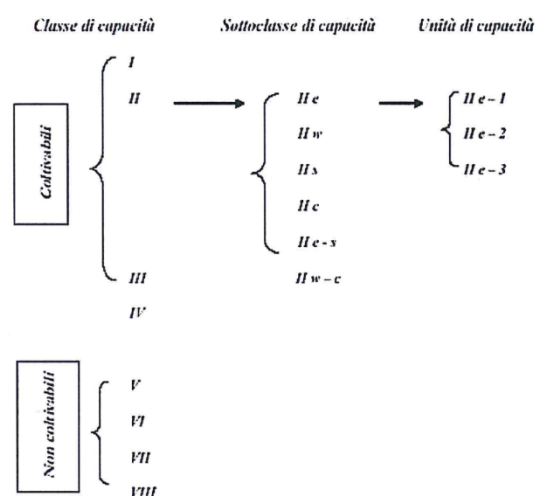 Classe di capacità Sottoclasse di capacità Unità di capacità
I
II II e II e – 1
II w II e – 2
Coltivabili II s II e – 3
II c
II e - s
III II w – c
IV
V
Non coltivabili VI
VII
VIII